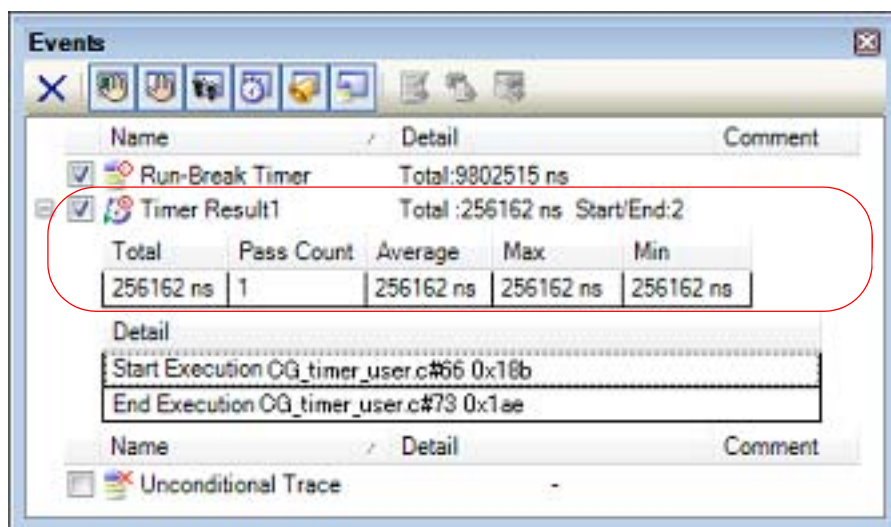 Events
Name Detail Comment
Run-Break Timer Total:9802515 ns
Timer Result1 Total :256162 ns Start/End:2
Total Pass Count Average Max Min
256162 ns 1 256162 ns 256162 ns 256162 ns
Detail
Start Execution CG_timer_user.c#66 0x18b
End Execution CG_timer_user.c#73 0x1ae
Name Detail Comment
Unconditional Trace -